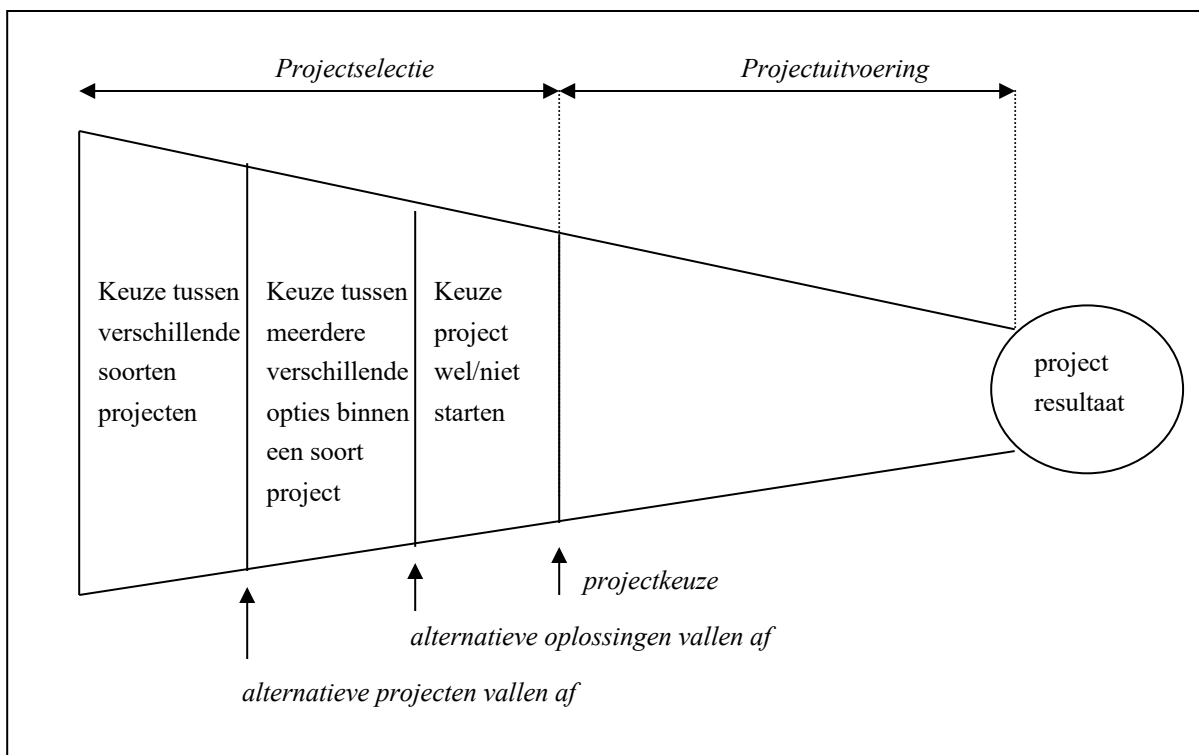 Projectselectie
Projectuitvoering
Keuze tussen
verschillende
soorten
projecten
Keuze tussen
meerdere
verschillende
opties binnen
een soort
project
Keuze
project
wel/niet
starten
project
resultaat
projectkeuze
alternatieve oplossingen vallen af
alternatieve projecten vallen af